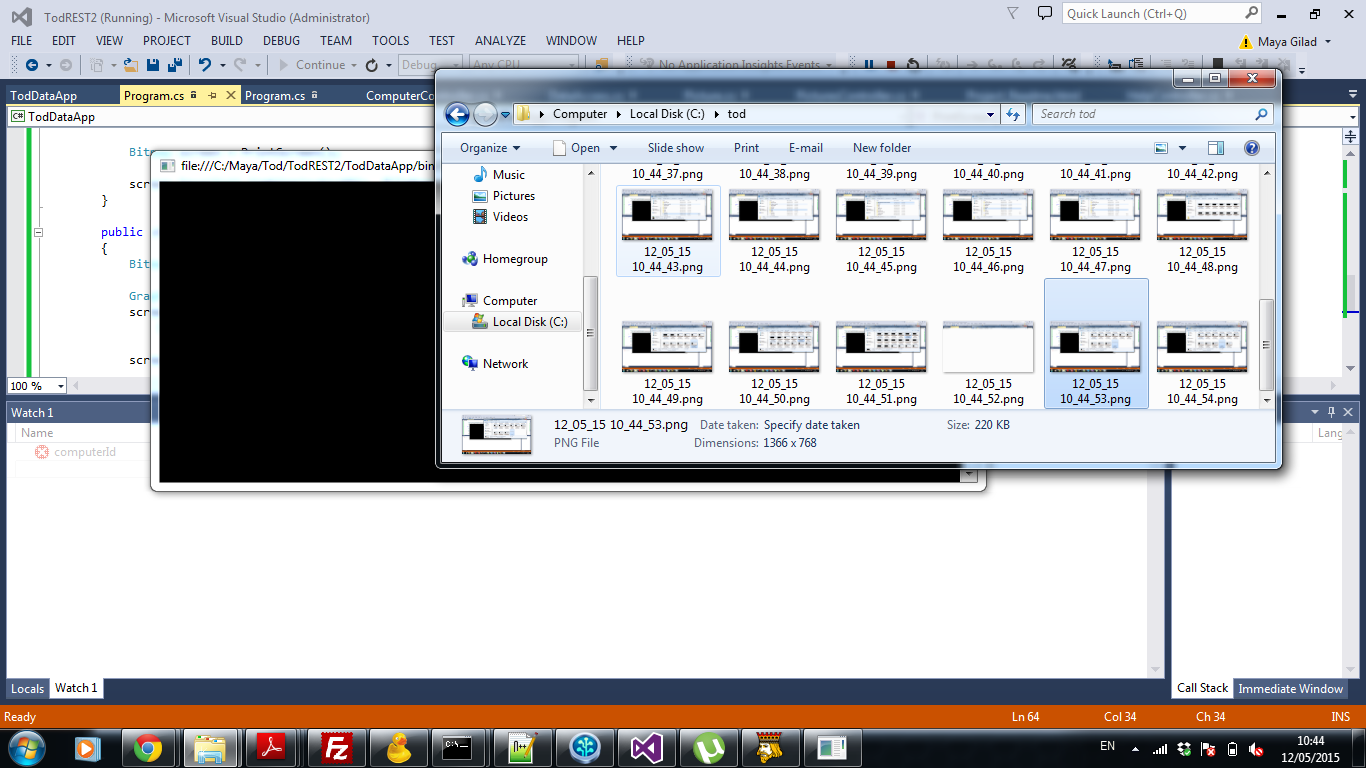 TodREST2 (Running) - Microsoft Visual Studio (Administrator)
Quick Launch (Ctrl+Q)
FILE EDIT VIEW PROJECT BUILD DEBUG TEAM TOOLS TEST ANALYZE WINDOW HELP
Maya Gilad
Continue Debug Any CPU No Application Insights Events
TodDataApp Program.cs Program.cs ComputerCo
TodDataApp
Bit
scr
}
public
{
Bit
Gra
scr
scr
100 %
file:///C:/Maya/Tod/TodREST2/TodDataApp/bin
Computer Local Disk (C:) tod
Search tod
Organize Open Slide show Print E-mail New folder
Music
Pictures
Videos
Homegroup
Computer
Local Disk (C:)
Network
10_44_37.png 10_44_38.png 10_44_39.png 10_44_40.png 10_44_41.png 10_44_42.png
12_05_15 12_05_15 12_05_15 12_05_15 12_05_15 12_05_15
10_44_43.png 10_44_44.png 10_44_45.png 10_44_46.png 10_44_47.png 10_44_48.png
12_05_15 12_05_15 12_05_15 12_05_15 12_05_15 12_05_15
10_44_49.png 10_44_50.png 10_44_51.png 10_44_52.png 10_44_53.png 10_44_54.png
12_05_15 10_44_53.png Date taken: Specify date taken Size: 220 KB
PNG File Dimensions: 1366 x 768
Watch 1
Name
Lang
computerId
Locals Watch 1
Call Stack Immediate Window
Ready Ln 64 Col 34 Ch 34 INS
EN
10:44
12/05/2015